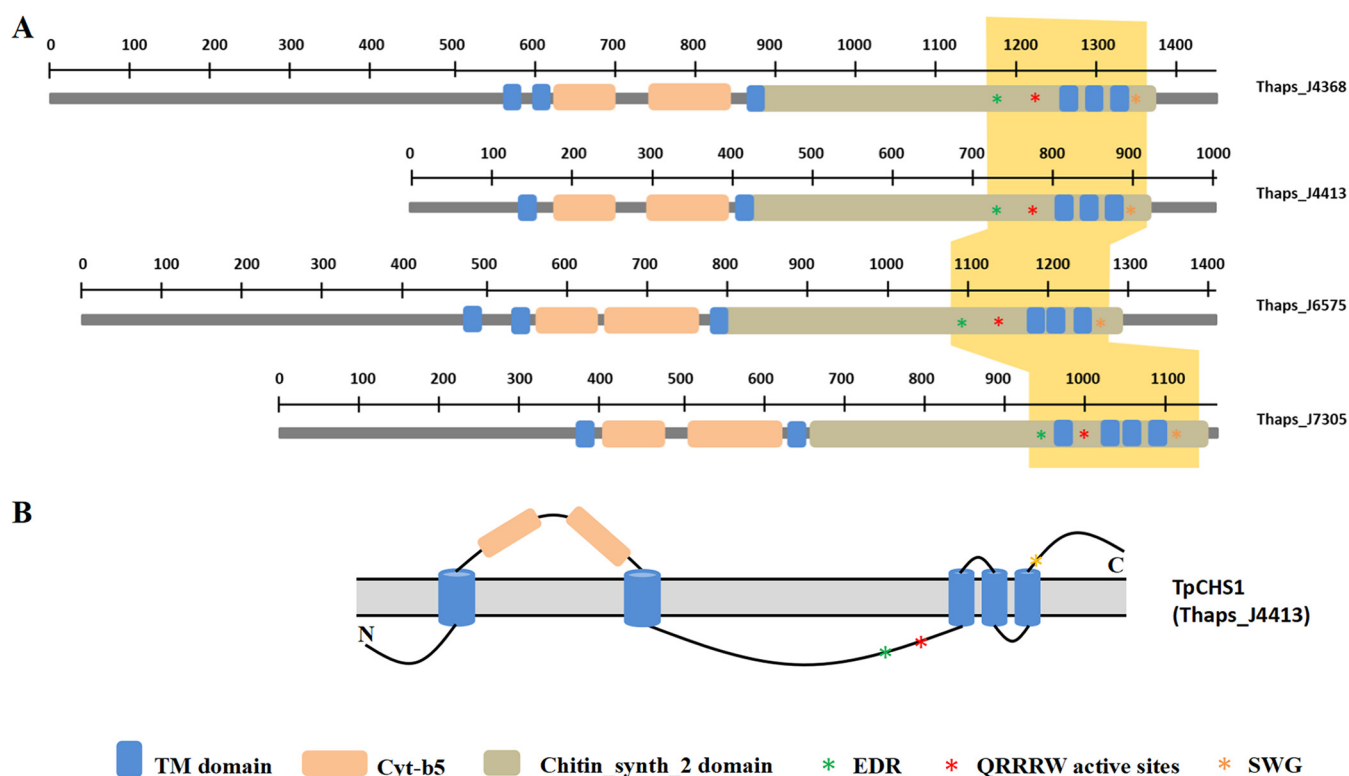 A
0 100 200 300 400 500 600 700 800 900 1000 1100 1200 1300 1400
Thaps_J4368
0 100 200 300 400 500 600 700 800 900 1000
Thaps_J4413
0 100 200 300 400 500 600 700 800 900 1000 1100 1200 1300 1400
Thaps_J6575
0 100 200 300 400 500 600 700 800 900 1000 1100
Thaps_J7305
B
N
C
TpCHS1
(Thaps_J4413)
TM domain Cyt-b5 Chitin_synth_2 domain * EDR * QRRRW active sites * SWG